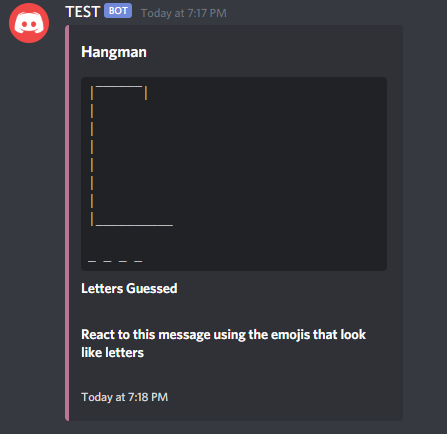 TEST BOT Today at 7:17 PM
Hangman
_ _ _ _
Letters Guessed
React to this message using the emojis that look
like letters
Today at 7:18 PM